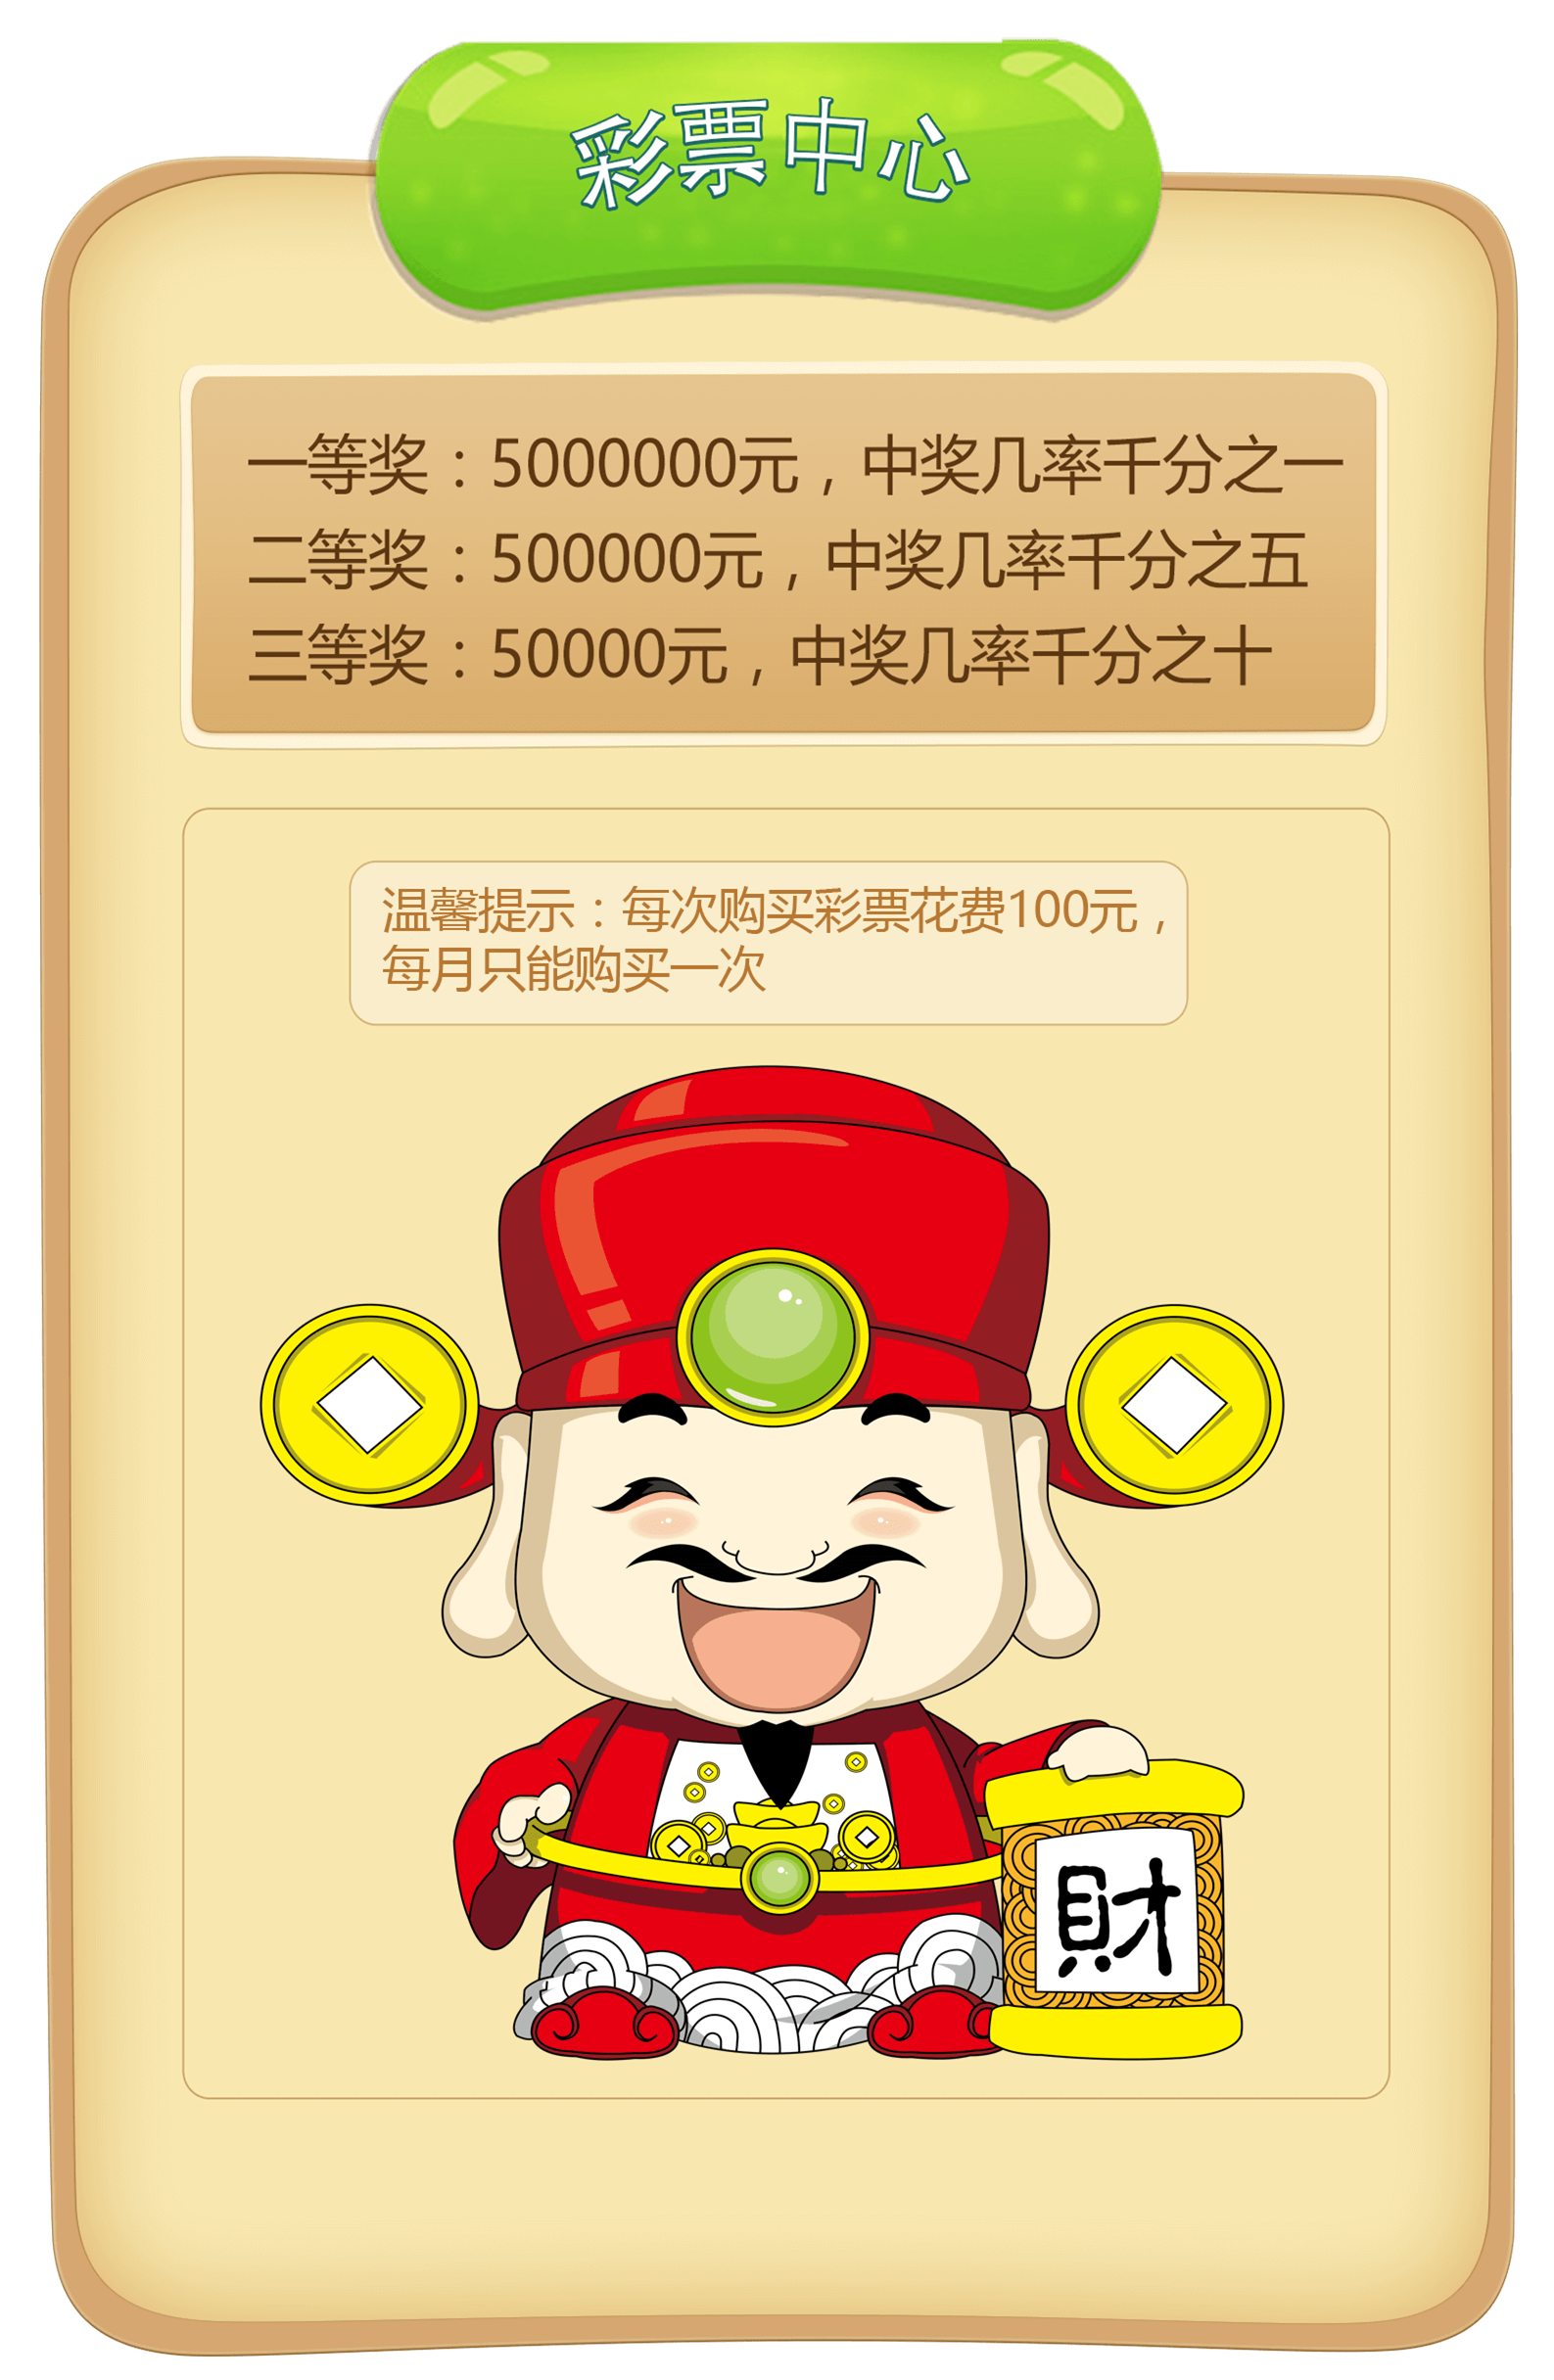 彩票中心
一等奖：5000000元，中奖几率千分之一
二等奖：500000元，中奖几率千分之五
三等奖：50000元，中奖几率千分之十
温馨提示：每次购买彩票花费100元，
每月只能购买一次
財